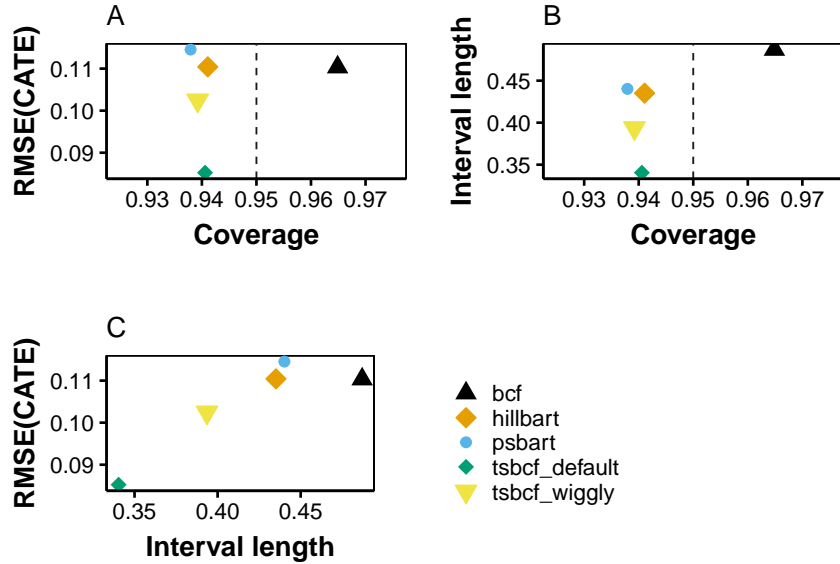 A
RMSE(CATE)
0.11
0.10
0.09
0.93 0.94 0.95 0.96 0.97
Coverage
B
Interval length
0.45
0.40
0.35
0.93 0.94 0.95 0.96 0.97
Coverage
C
RMSE(CATE)
0.11
0.10
0.09
0.35 0.40 0.45
Interval length
bcf
hillbart
psbart
tsbcf_default
tsbcf_wiggly